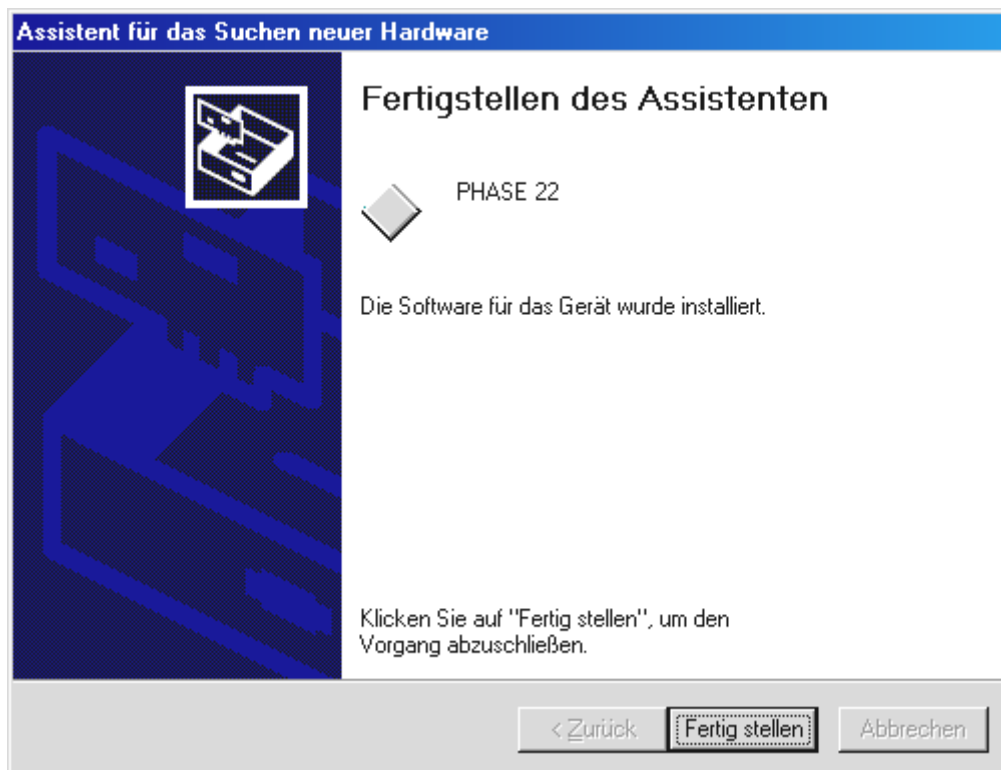 Assistent für das Suchen neuer Hardware
Fertigstellen des Assistenten
PHASE 22
Die Software für das Gerät wurde installiert.
Klicken Sie auf "Fertig stellen", um den
Vorgang abzuschließen.
< Zurück
Fertig stellen
Abbrechen